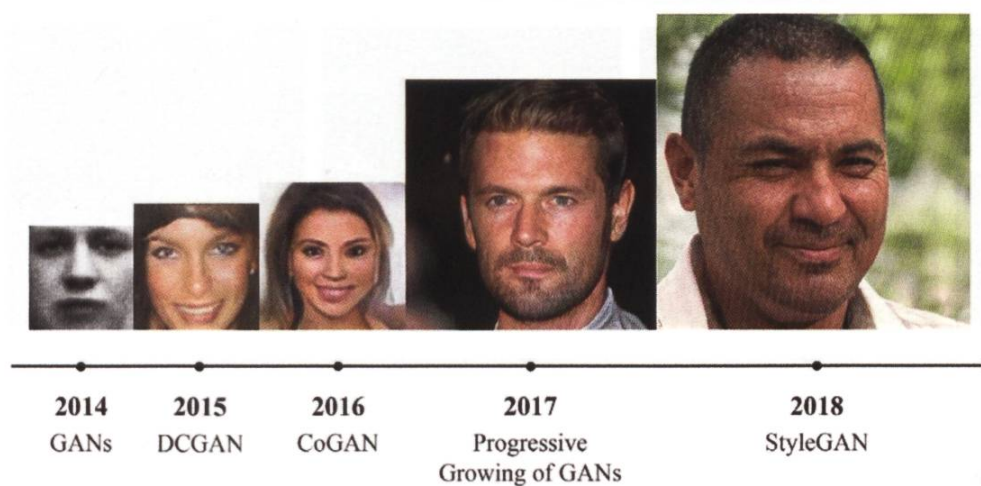 2014
GANs
2015
DCGAN
2016
CoGAN
2017
Progressive
Growing of GANs
2018
StyleGAN